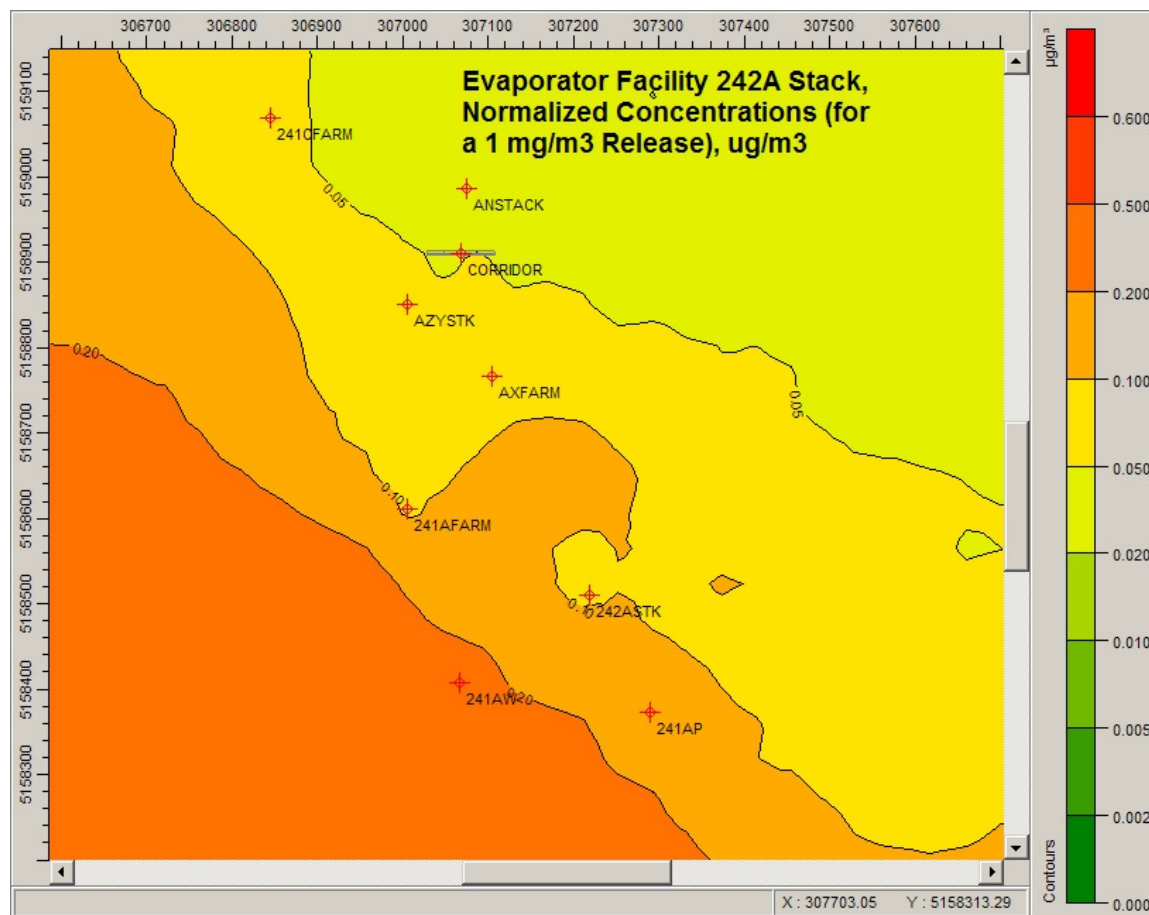 306700 306800 306900 307000 307100 307200 307300 307400 307500 307600
Evaporator Facility 242A Stack,
Normalized Concentrations (for
a 1 mg/m3 Release), ug/m3
5159100
5159000
5158900
5158800
5158700
5158600
5158500
5158400
5158300
241CFARM
0.05
ANSTACK
CORRIDOR
AZYSTK
0.20
AXFARM
0.05
0.10
241AFARM
242ASTK
0.20
241AW
241AP
µg/m³
0.600
0.500
0.200
0.100
0.050
0.020
0.010
0.005
0.002
0.000
Contours
X : 307703.05 Y : 5158313.29